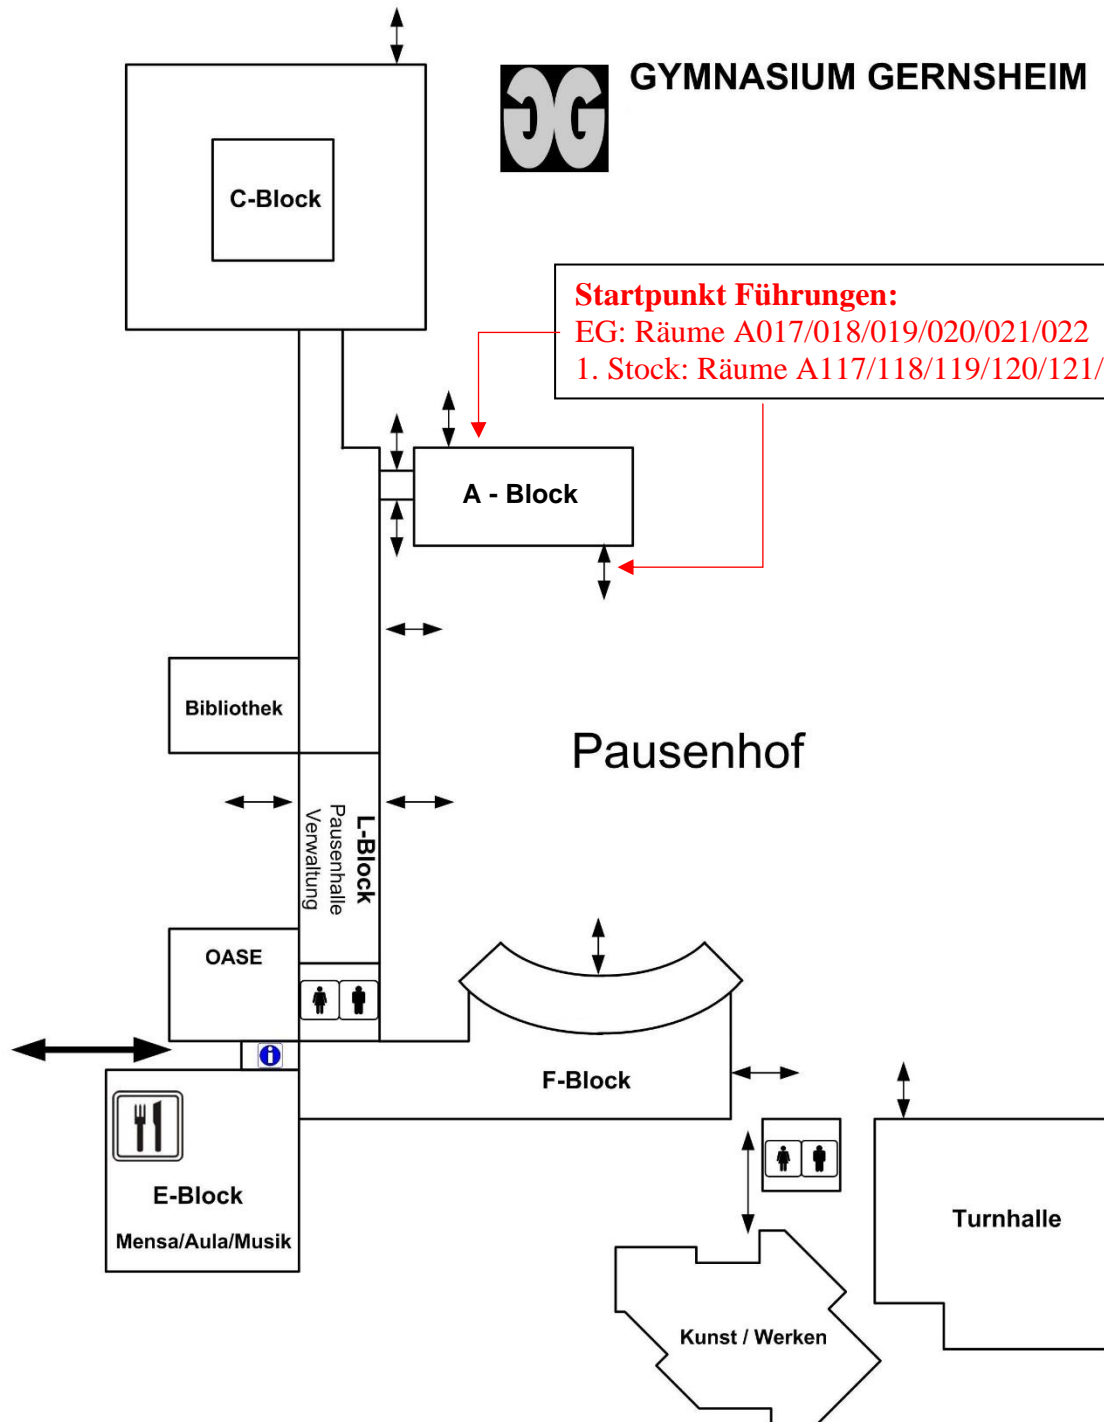 GYMNASIUM GERNSHEIM
C-Block
Startpunkt Führungen:
EG: Räume A017/018/019/020/021/022
1. Stock: Räume A117/118/119/120/121/
A - Block
Bibliothek
Pausenhof
L-Block
Pausenhalle
Verwaltung
OASE
F-Block
E-Block
Mensa/Aula/Musik
Turnhalle
Kunst / Werken